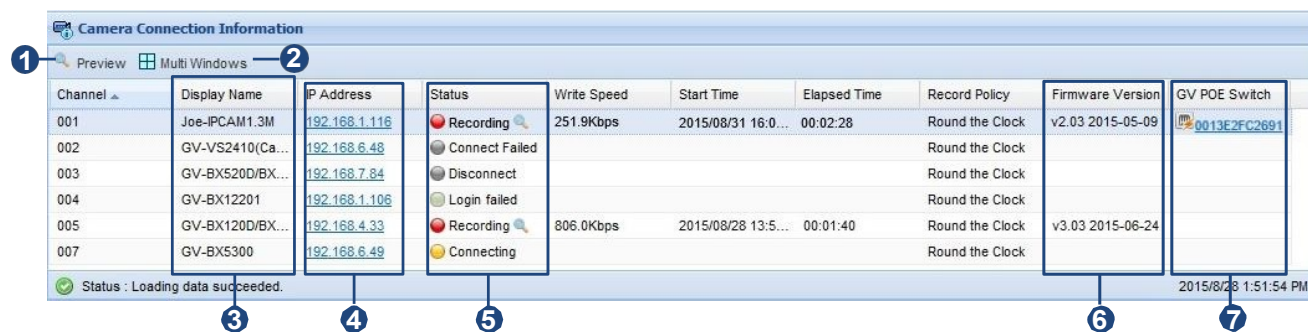 Camera Connection Information
1 Preview Multi Windows 2
Channel Display Name IP Address Status Write Speed Start Time Elapsed Time Record Policy Firmware Version GV POE Switch
001 Joe-IPCAM1.3M 192.168.1.116 Recording 251.9Kbps 2015/08/31 16:0... 00:02:28 Round the Clock v2.03 2015-05-09 0013E2FC2691
002 GV-VS2410(Ca... 192.168.6.48 Connect Failed Round the Clock
003 GV-BX520D/BX... 192.168.7.84 Disconnect Round the Clock
004 GV-BX12201 192.168.1.106 Login failed Round the Clock
005 GV-BX120D/BX... 192.168.4.33 Recording 806.0Kbps 2015/08/28 13:5... 00:01:40 Round the Clock v3.03 2015-06-24
007 GV-BX5300 192.168.6.49 Connecting Round the Clock
Status : Loading data succeeded. 2015/8/28 1:51:54 PM
3 4 5 6 7